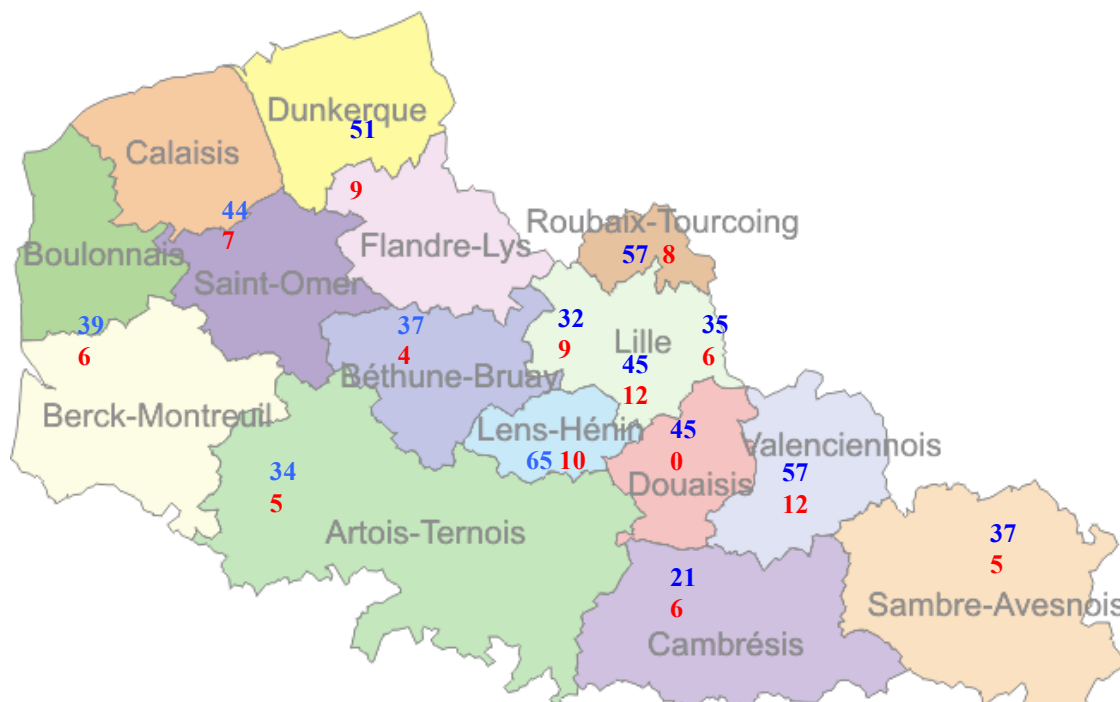 Dunkerque
51
Calaisis
9
44
7
Roubaix-Tourcoing
57 8
Flandre-Lys
Boulonnais
Saint-Omer
39
6
37
4
32
9
Lille
35
6
45
12
Béthune-Bruay
Berck-Montreuil
Lens-Hénin
65 10
45
0
Douaisis
Valenciennois
57
12
34
5
Artois-Ternois
37
5
Sambre-Avesnois
21
6
Cambrésis